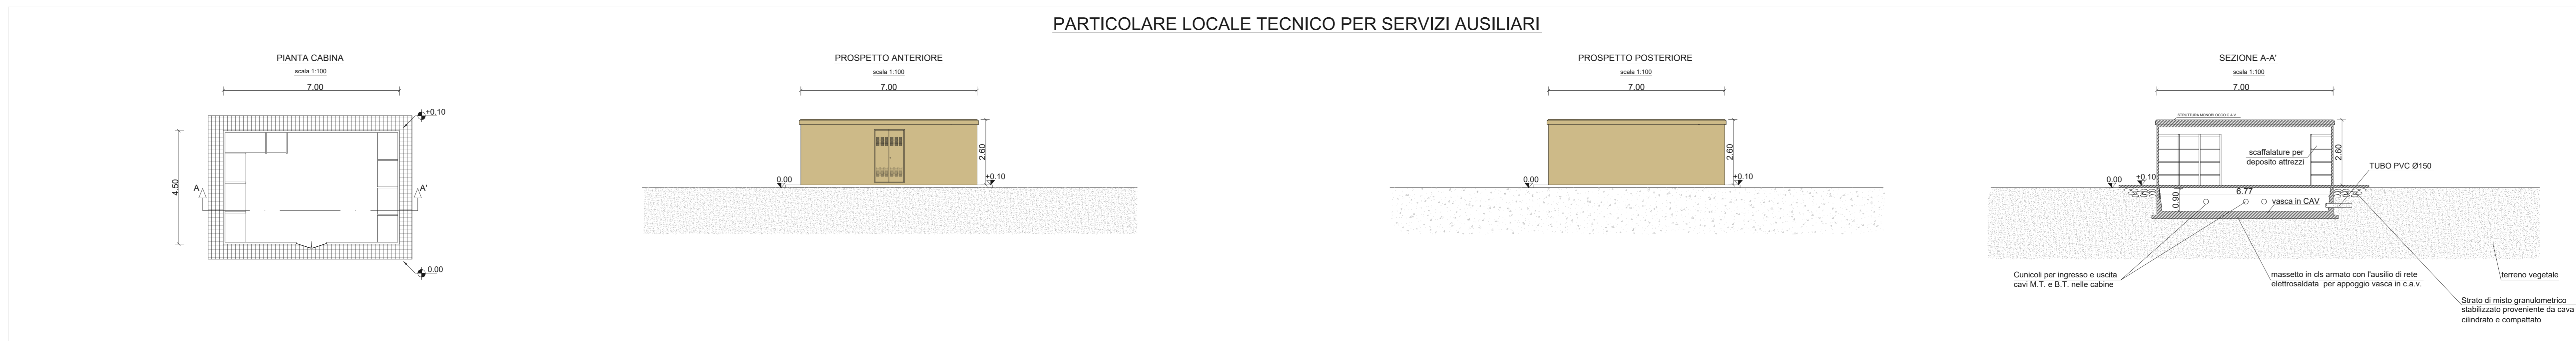 PARTICOLARE LOCALE TECNICO PER SERVIZI AUSILIARI
PIANTA CABINA
scala 1:100
7.00
+0.10
4.50
A
A'
0.00
PROSPETTO ANTERIORE
scala 1:100
7.00
2.60
0.00
+0.10
PROSPETTO POSTERIORE
scala 1:100
7.00
2.60
0.00
+0.10
SEZIONE A-A'
scala 1:100
7.00
STRUTTURA MONOBLOCCO C.A.V.
scaffalature per
deposito attrezzi
2.60
TUBO PVC Ø150
0.00
+0.10
6.77
0.90
vasca in CAV
Cunicoli per ingresso e uscita
cavi M.T. e B.T. nelle cabine
massetto in cls armato con l'ausilio di rete
elettrosaldata per appoggio vasca in c.a.v.
terreno vegetale
Strato di misto granulometrico
stabilizzato proveniente da cava
cilindrato e compattato